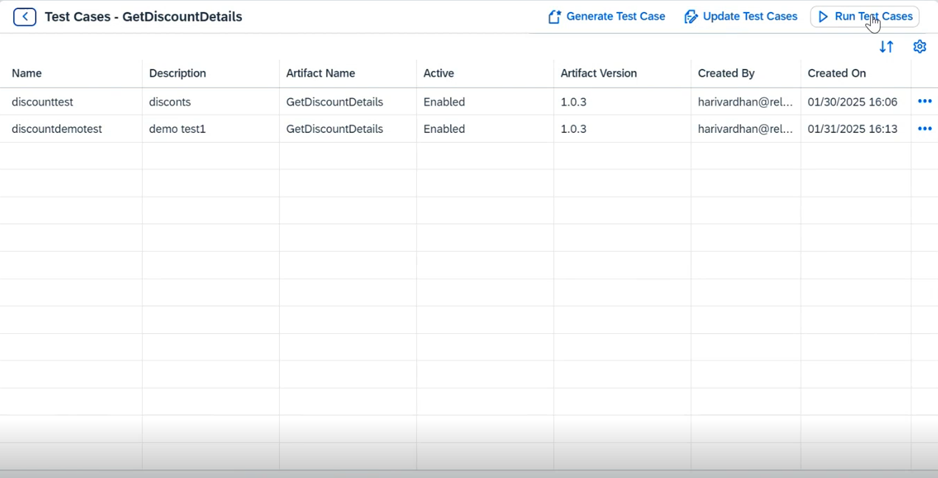 Test Cases - GetDiscountDetails
Generate Test Case Update Test Cases Run Test Cases
Name Description Artifact Name Active Artifact Version Created By Created On
discounttest disconts GetDiscountDetails Enabled 1.0.3 harivardhan@rel... 01/30/2025 16:06
discountdemotest demo test1 GetDiscountDetails Enabled 1.0.3 harivardhan@rel... 01/31/2025 16:13